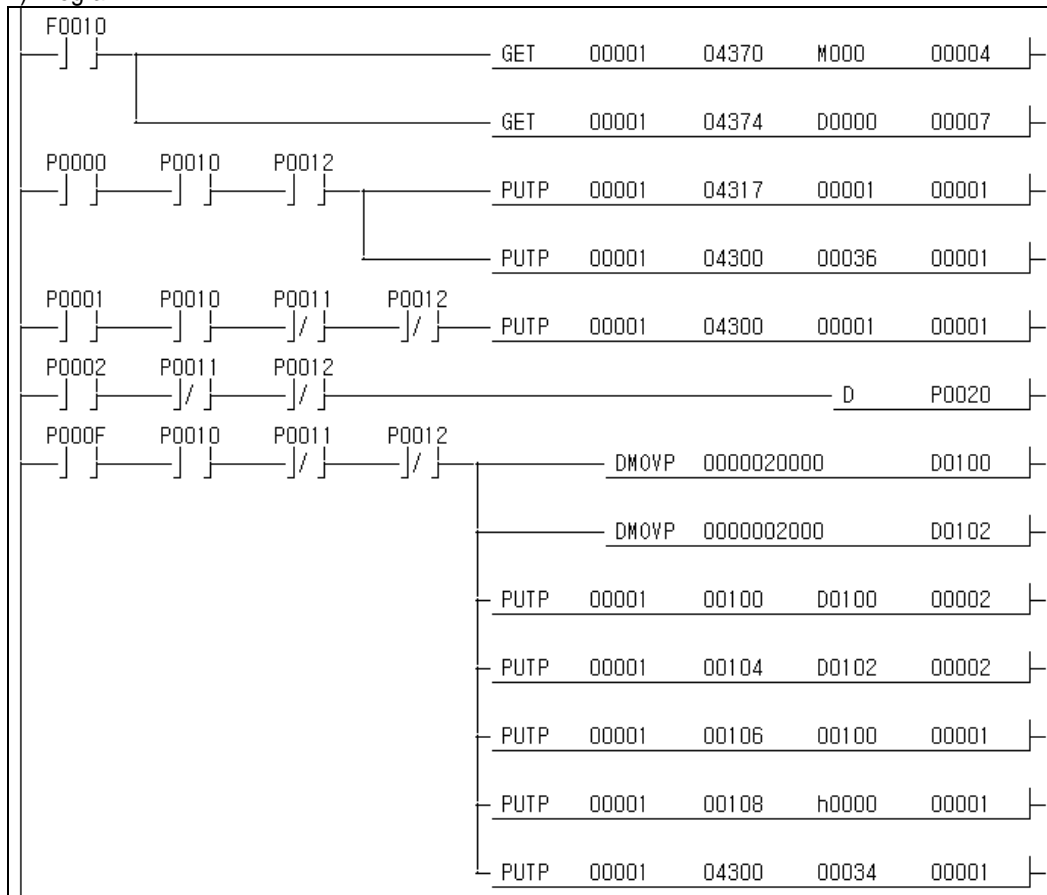 F0010
GET 00001 04370 M000 00004
GET 00001 04374 D0000 00007
P0000 P0010 P0012
PUTP 00001 04317 00001 00001
PUTP 00001 04300 00036 00001
P0001 P0010 P0011 P0012
PUTP 00001 04300 00001 00001
P0002 P0011 P0012
D P0020
P000F P0010 P0011 P0012
DMOVP 0000020000 D0100
DMOVP 0000002000 D0102
PUTP 00001 00100 D0100 00002
PUTP 00001 00104 D0102 00002
PUTP 00001 00106 00100 00001
PUTP 00001 00108 h0000 00001
PUTP 00001 04300 00034 00001